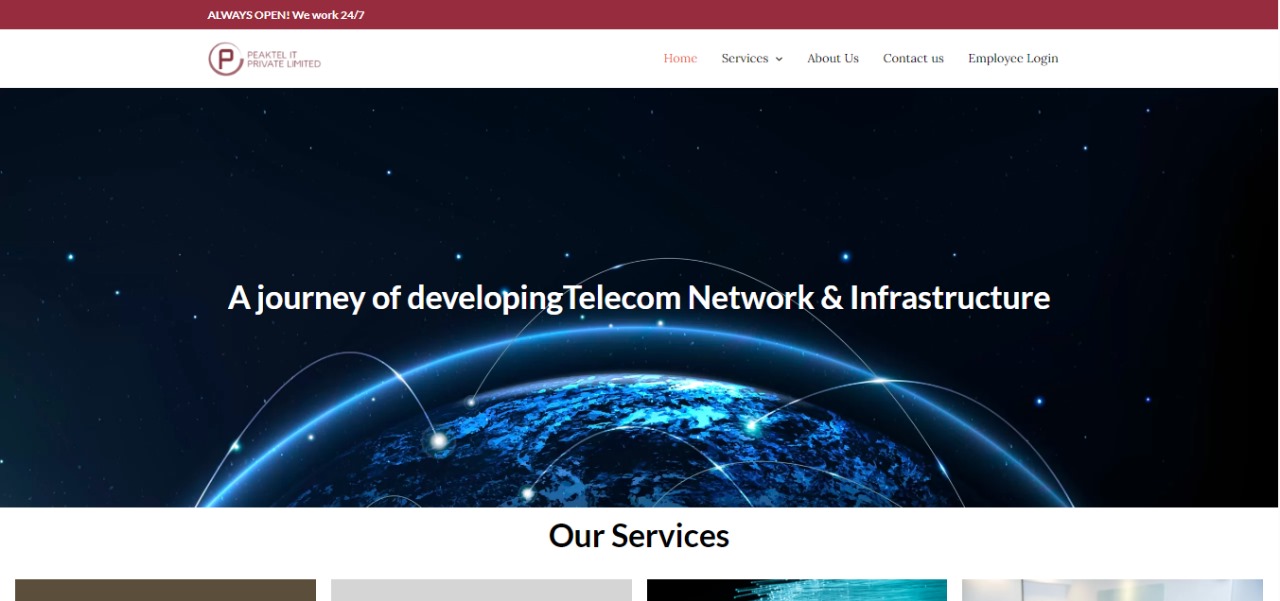 ALWAYS OPEN! We work 24/7
P
PEAKTEL IT
PRIVATE LIMITED
Home Services About Us Contact us Employee Login
A journey of developingTelecom Network & Infrastructure
Our Services